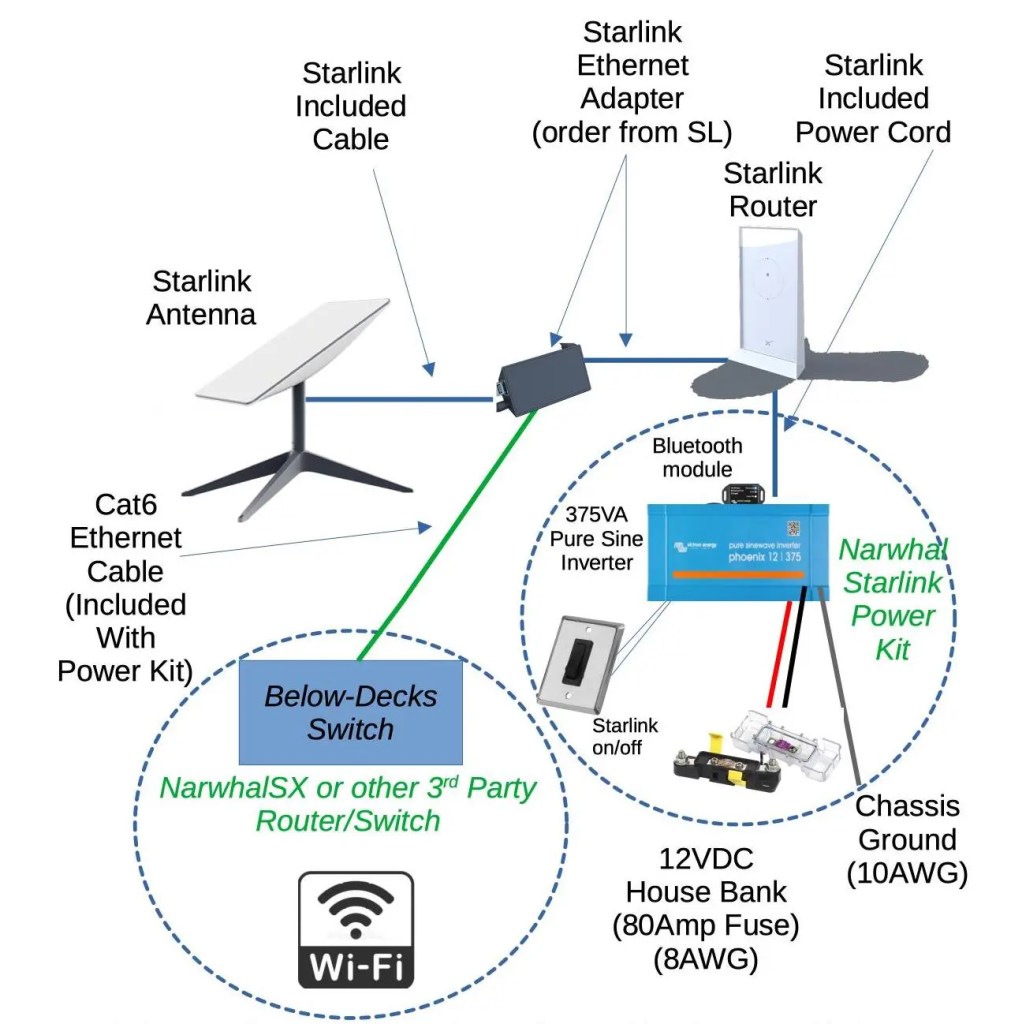 Starlink
Included
Cable
Starlink
Ethernet
Adapter
(order from SL)
Starlink
Included
Power Cord
Starlink
Router
Starlink
Antenna
Bluetooth
module
375VA
Pure Sine
Inverter
victron energy
pure sinewave inverter
phoenix 12 | 375
Narwhal
Starlink
Power
Kit
Cat6
Ethernet
Cable
(Included
With
Power Kit)
Below-Decks
Switch
Starlink
on/off
NarwhalSX or other 3rd Party
Router/Switch
Chassis
Ground
(10AWG)
12VDC
House Bank
(80Amp Fuse)
(8AWG)
Wi-Fi